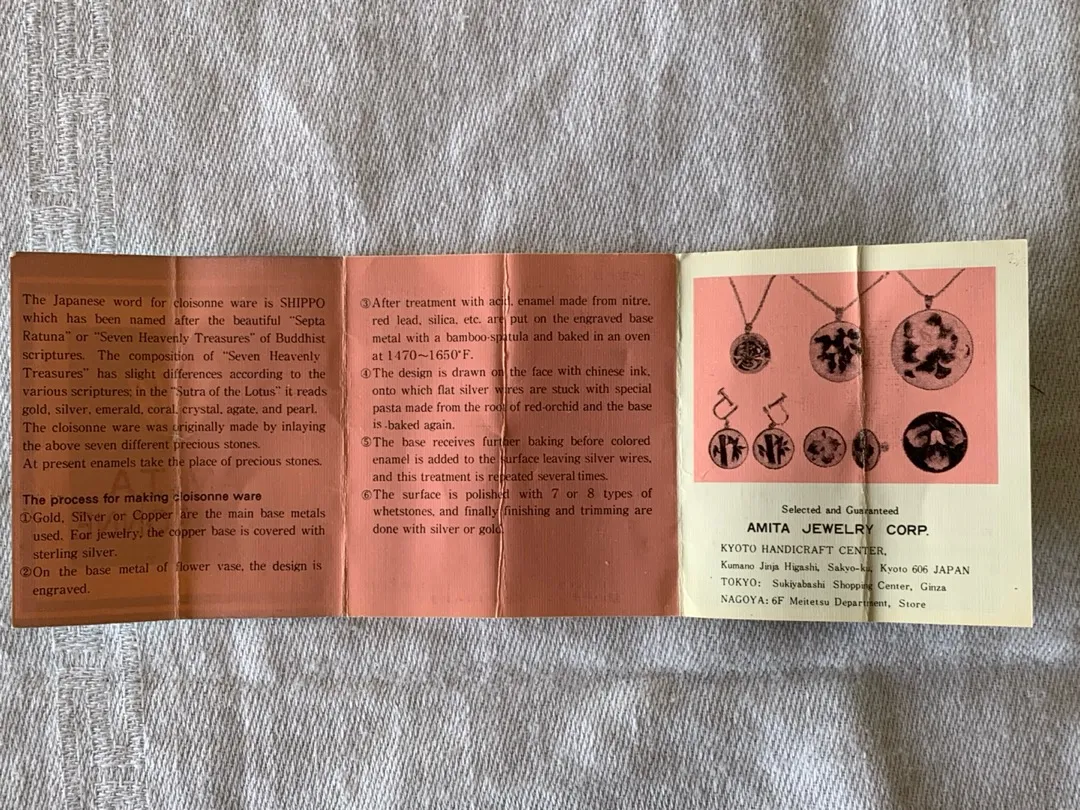 The Japanese word for cloisonne ware is SHIPPO
which has been named after the beautiful "Septa
Ratuna" or "Seven Heavenly Treasures" of Buddhist
scriptures. The composition of "Seven Heavenly
Treasures" has slight differences according to the
various scriptures; in the "Sutra of the Lotus" it reads
gold, silver, emerald, coral, crystal, agate, and pearl.
The cloisonne ware was originally made by inlaying
the above seven different precious stones.
At present enamels take the place of precious stones.
The process for making cloisonne ware
①Gold, Silver or Copper are the main base metals
used. For jewelry, the copper base is covered with
sterling silver.
②On the base metal of flower vase, the design is
engraved.
③After treatment with acid, enamel made from nitre,
red lead, silica, etc. are put on the engraved base
metal with a bamboo-spatula and baked in an oven
at 1470~1650°F.
④The design is drawn on the face with chinese ink,
onto which flat silver wires are stuck with special
pasta made from the root of red-orchid and the base
is baked again.
⑤The base receives further baking before colored
enamel is added to the surface leaving silver wires,
and this treatment is repeated several times.
⑥The surface is polished with 7 or 8 types of
whetstones, and finally finishing and trimming are
done with silver or gold.
Selected and Guaranteed
AMITA JEWELRY CORP.
KYOTO HANDICRAFT CENTER,
Kumano Jinja Higashi, Sakyo-ku, Kyoto 606 JAPAN
TOKYO: Sukiyabashi Shopping Center, Ginza
NAGOYA: 6F Meitetsu Department, Store